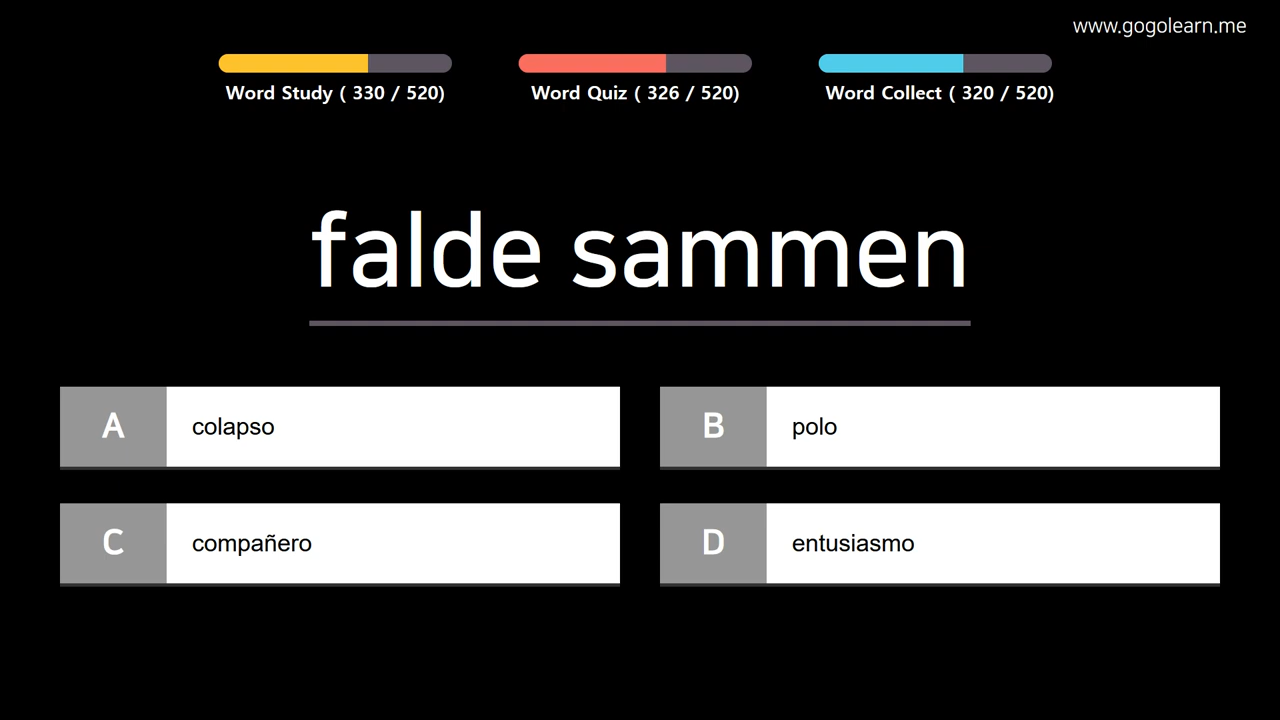 www.gogolearn.me
Word Study ( 330 / 520)
Word Quiz ( 326 / 520)
Word Collect ( 320 / 520)
falde sammen
A colapso
B polo
C compañero
D entusiasmo